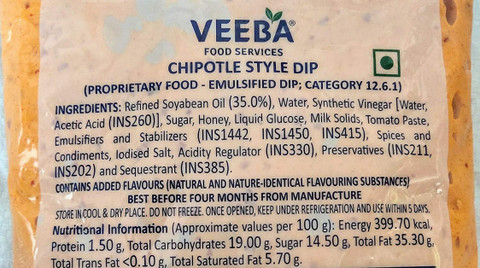 VEEBA
FOOD SERVICES
CHIPOTLE STYLE DIP
(PROPRIETARY FOOD - EMULSIFIED DIP; CATEGORY 12.6.1)
INGREDIENTS: Refined Soyabean Oil (35.0%), Water, Synthetic Vinegar [Water,
Acetic Acid (INS260)], Sugar, Honey, Liquid Glucose, Milk Solids, Tomato Paste,
Emulsifiers and Stabilizers (INS1442, INS1450, INS415), Spices and
Condiments, Iodised Salt, Acidity Regulator (INS330), Preservatives (INS211,
INS202) and Sequestrant (INS385).
CONTAINS ADDED FLAVOURS (NATURAL AND NATURE-IDENTICAL FLAVOURING SUBSTANCES)
BEST BEFORE FOUR MONTHS FROM MANUFACTURE
STORE IN COOL & DRY PLACE. DO NOT FREEZE. ONCE OPENED, KEEP UNDER REFRIGERATION AND USE WITHIN 5 DAYS.
Nutritional Information (Approximate values per 100 g): Energy 399.70 kcal,
Protein 1.50 g, Total Carbohydrates 19.00 g, Sugar 14.50 g, Total Fat 35.30 g,
Total Trans Fat <0.10 g, Total Saturated Fat 5.70 g.